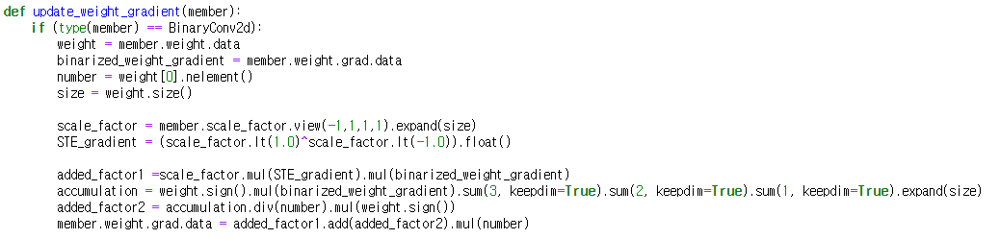 def update_weight_gradient(member):
    if (type(member) == BinaryConv2d):
        weight = member.weight.data
        binarized_weight_gradient = member.weight.grad.data
        number = weight[0].nelement()
        size = weight.size()

        scale_factor = member.scale_factor.view(-1,1,1,1).expand(size)
        STE_gradient = (scale_factor.lt(1.0)^scale_factor.lt(-1.0)).float()

        added_factor1 =scale_factor.mul(STE_gradient).mul(binarized_weight_gradient)
        accumulation = weight.sign().mul(binarized_weight_gradient).sum(3, keepdim=True).sum(2, keepdim=True).sum(1, keepdim=True).expand(size)
        added_factor2 = accumulation.div(number).mul(weight.sign())
        member.weight.grad.data = added_factor1.add(added_factor2).mul(number)